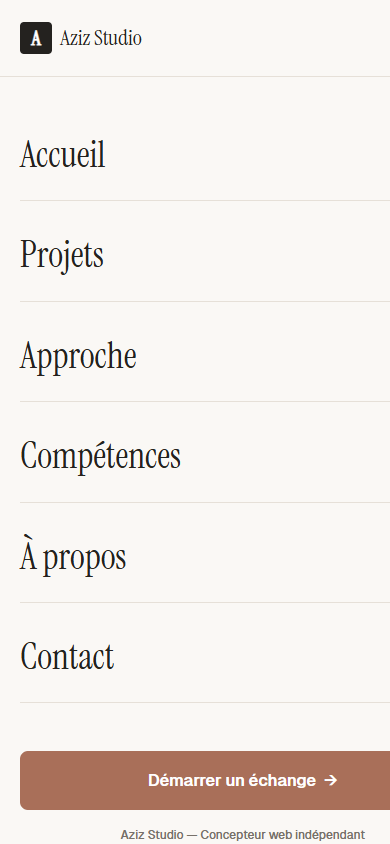 A Aziz Studio
Accueil
Projets
Approche
Compétences
À propos
Contact
Démarrer un échange →
Aziz Studio — Concepteur web indépendant